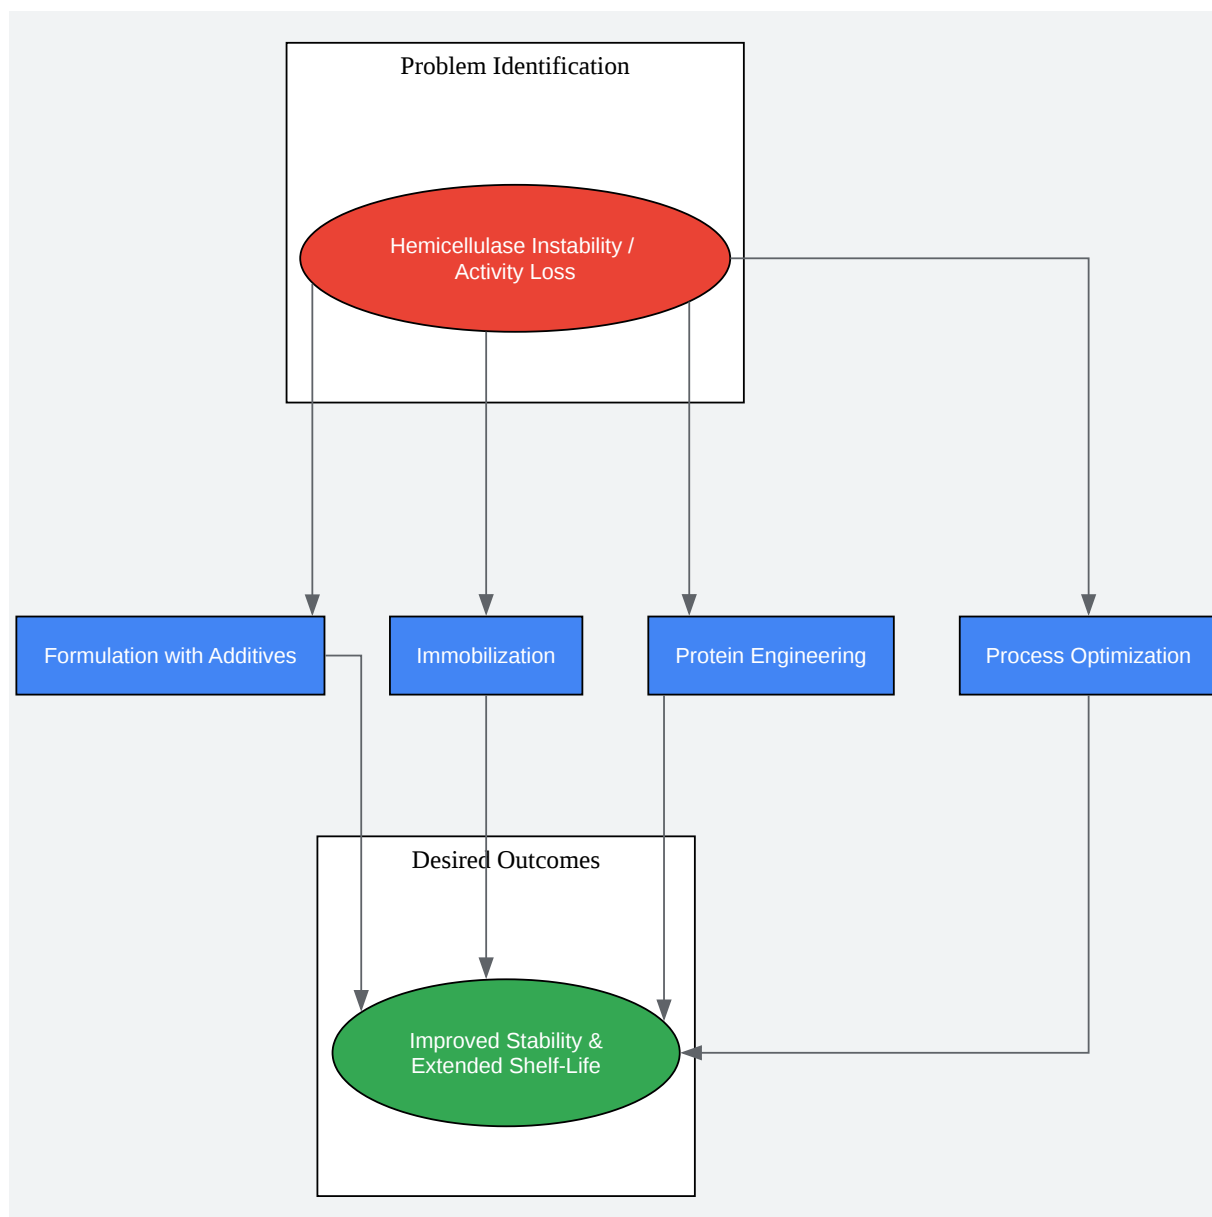 Problem Identification
Hemicellulase Instability /
Activity Loss
Formulation with Additives
Immobilization
Protein Engineering
Process Optimization
Desired Outcomes
Improved Stability &
Extended Shelf-Life